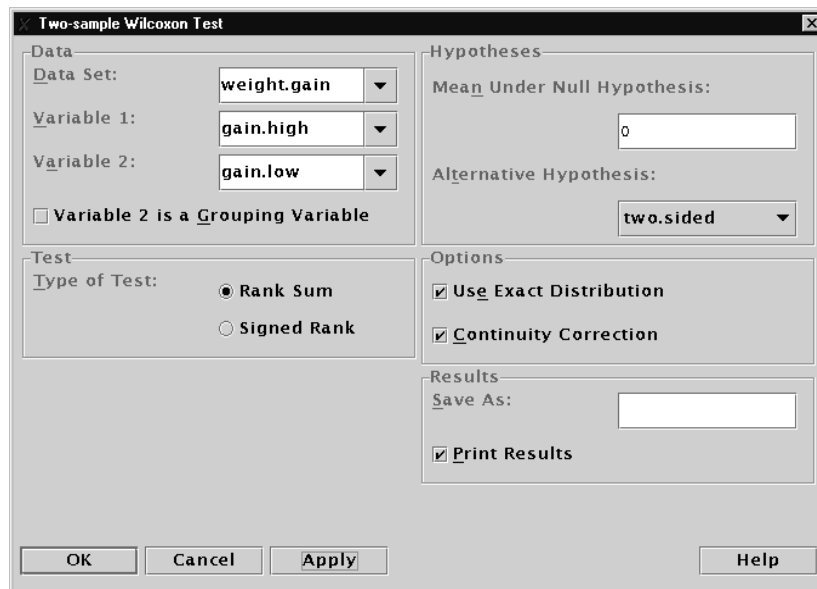 Two-sample Wilcoxon Test
Data
Data Set:
weight.gain
Variable 1:
gain.high
Variable 2:
gain.low
Variable 2 is a Grouping Variable
Test
Type of Test:
Rank Sum
Signed Rank
Hypotheses
Mean Under Null Hypothesis:
0
Alternative Hypothesis:
two.sided
Options
Use Exact Distribution
Continuity Correction
Results
Save As:
Print Results
OK
Cancel
Apply
Help